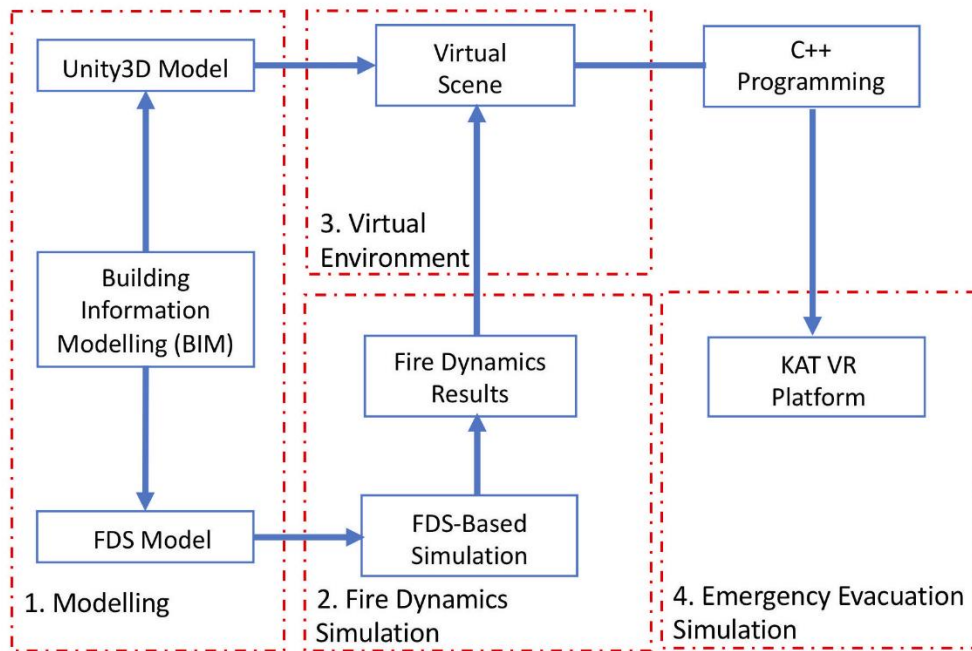 Unity3D Model
Virtual
Scene
C++
Programming
3. Virtual
Environment
Building
Information
Modelling (BIM)
Fire Dynamics
Results
KAT VR
Platform
FDS Model
FDS-Based
Simulation
1. Modelling
2. Fire Dynamics
Simulation
4. Emergency Evacuation
Simulation